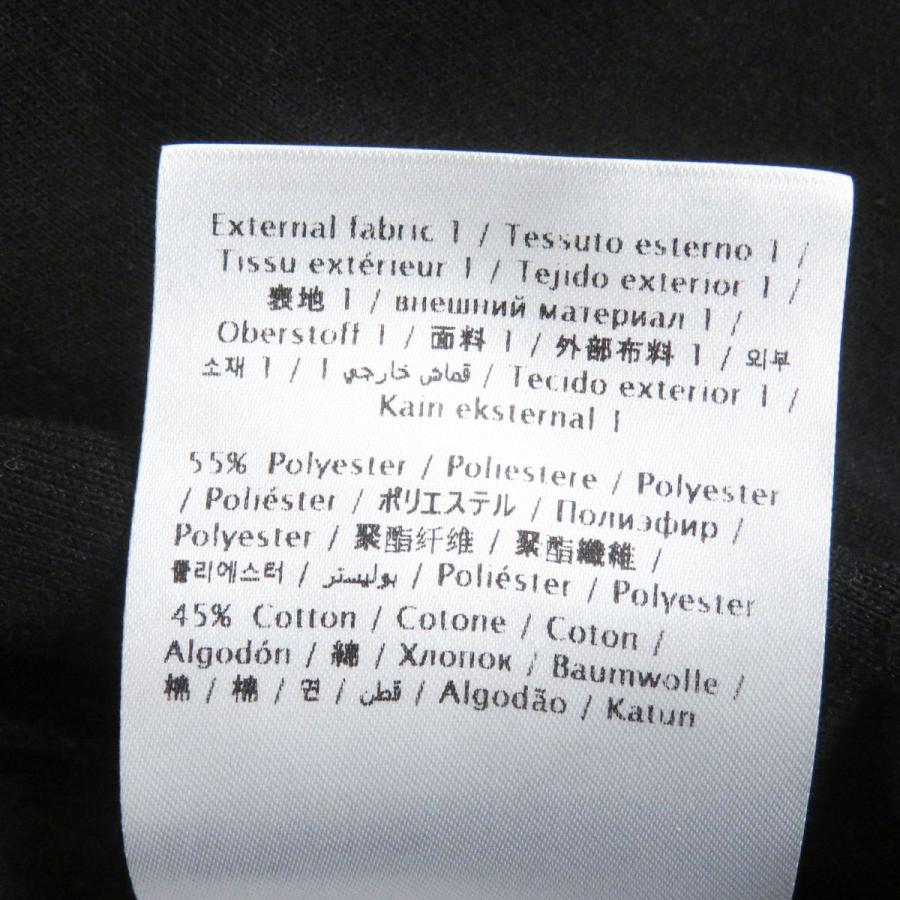 External fabric 1 / Tessuto esterno 1 /
Tissu extérieur 1 / Tejido exterior 1 /
表地 1 / внешний материал 1 /
Oberstoff 1 / 面料 1 / 外部布料 1 / 외부
소재 1 / 1 قماش خارجي / Tecido exterior 1 /
Kain eksternal 1
55% Polyester / Poliestere / Polyester
/ Poliéster / ポリエステル / Полиэфир /
Polyester / 聚酯纤维 / 聚酯纖維 /
폴리에스터 / بوليستر / Poliéster / Polyester
45% Cotton / Cotone / Coton /
Algodón / 綿 / Хлопок / Baumwolle /
棉 / 棉 / 면 / قطن / Algodão / Katun